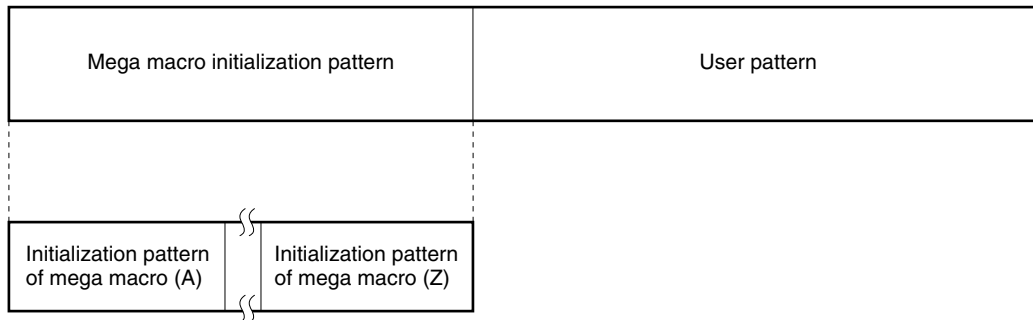 Mega macro initialization pattern
User pattern
Initialization pattern
of mega macro (A)
Initialization pattern
of mega macro (Z)